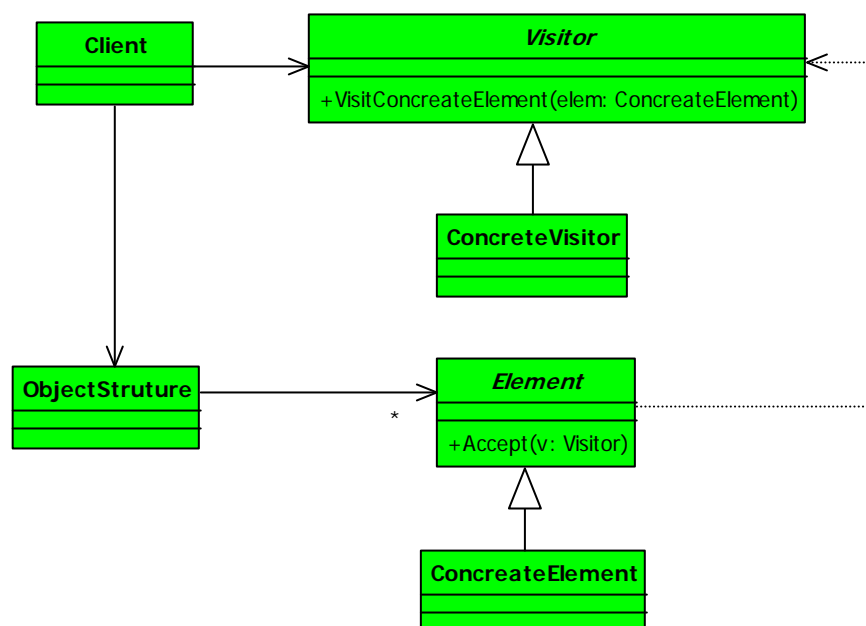 Client
Visitor
+VisitConcreateElement(elem: ConcreateElement)
ConcreteVisitor
ObjectStruture
*
Element
+Accept(v: Visitor)
ConcreateElement